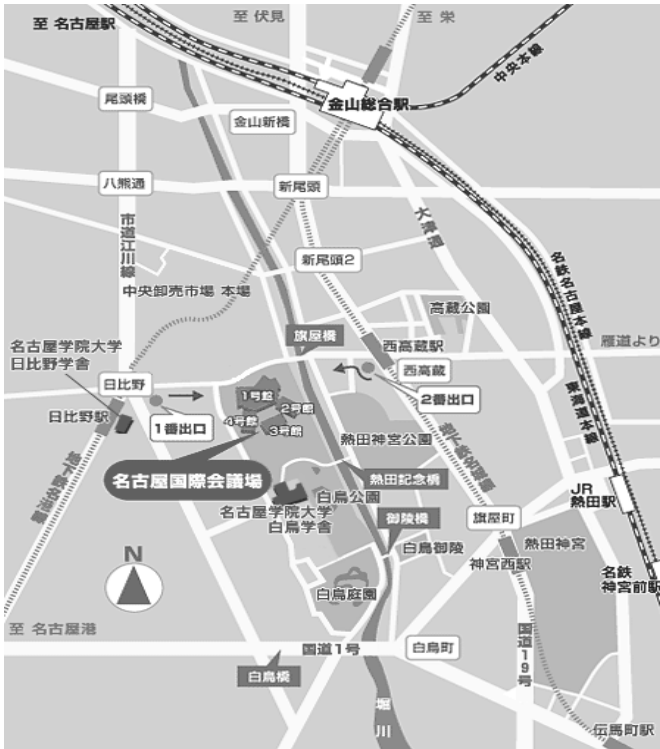 至 名古屋駅
至 伏見
至 栄
中央本線
尾頭橋
金山新橋
金山総合駅
八熊通
新尾頭
大津通
市道江川線
新尾頭2
名鉄名古屋本線
中央卸売市場 本場
高蔵公園
旗屋橋
西高蔵駅
雁道より
名古屋学院大学
日比野学舎
日比野
西高蔵
東海道本線
1号館
2号館
2番出口
日比野駅
1番出口
4号館
3号館
熱田神宮公園
名古屋国際会議場
熱田記念橋
JR
熱田駅
白鳥公園
名古屋学院大学
白鳥学舎
御陵橋
旗屋町
白鳥御陵
熱田神宮
神宮西駅
N
名鉄
神宮前駅
白鳥庭園
至 名古屋港
国道1号
白鳥町
国道19号
白鳥橋
堀川
伝馬町駅